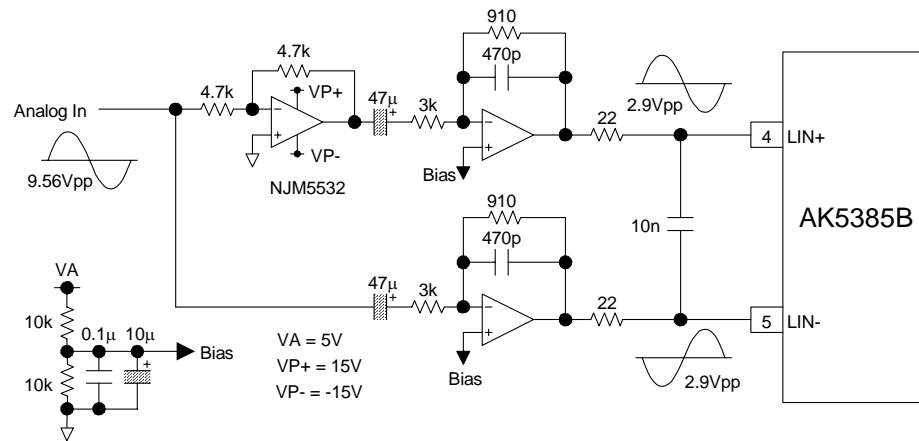 910
4.7k
470p
4.7k
VP+
47µ
3k
22
2.9Vpp
Analog In
−
+
−
+
4
LIN+
VP-
Bias
9.56Vpp
NJM5532
910
AK5385B
470p
10n
VA
47µ
+
3k
22
10k
0.1µ
10µ
−
+
5
LIN-
Bias
VA = 5V
+
10k
VP+ = 15V
Bias
2.9Vpp
VP- = -15V